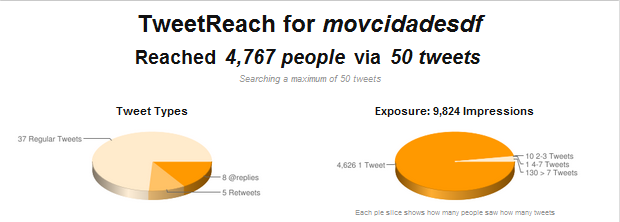 TweetReach for movcidadesdf
Reached 4,767 people via 50 tweets
Searching a maximum of 50 tweets
Tweet Types
37 Regular Tweets
8 @replies
5 Retweets
Exposure: 9,824 Impressions
4,626 1 Tweet
10 2-3 Tweets
1 4-7 Tweets
130 > 7 Tweets
Each pie slice shows how many people saw how many tweets